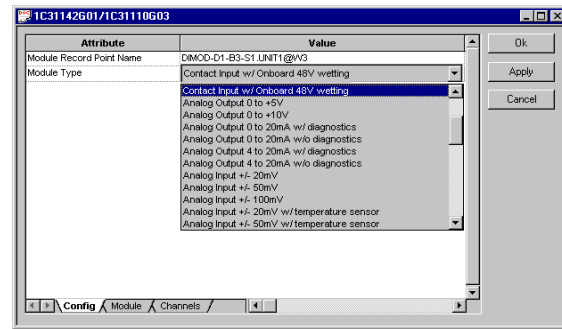 1C31142G01/1C31110G03
Attribute Value
Ok
Module Record Point Name DIMOD-D1-B3-S1.UNIT1@W3
Module Type Contact Input w/ Onboard 48V wetting
Apply
Contact Input w/ Onboard 48V wetting
Cancel
Analog Output 0 to +5V
Analog Output 0 to +10V
Analog Output 0 to 20mA w/ diagnostics
Analog Output 0 to 20mA w/o diagnostics
Analog Output 4 to 20mA w/ diagnostics
Analog Output 4 to 20mA w/o diagnostics
Analog Input +/- 20mV
Analog Input +/- 50mV
Analog Input +/- 100mV
Analog Input +/- 20mV w/ temperature sensor
Analog Input +/- 50mV w/ temperature sensor
Config Module Channels